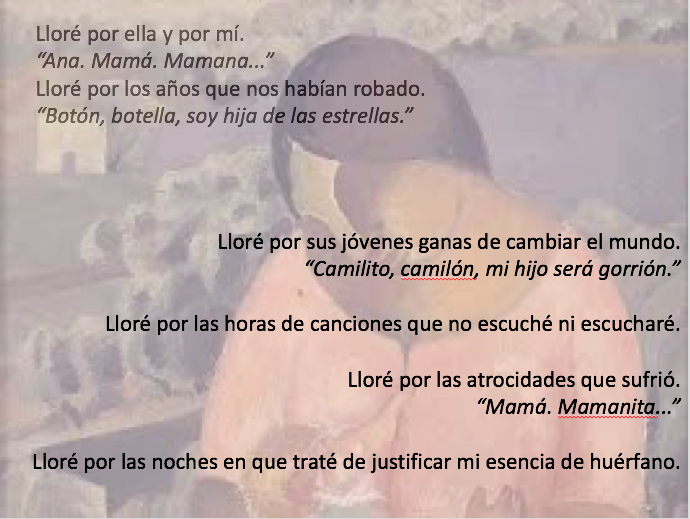 Lloré por ella y por mí.
“Ana. Mamá. Mamana...”
Lloré por los años que nos habían robado.
“Botón, botella, soy hija de las estrellas.”
Lloré por sus jóvenes ganas de cambiar el mundo.
“Camilito, camilón, mi hijo será gorrión.”
Lloré por las horas de canciones que no escuché ni escucharé.
Lloré por las atrocidades que sufrió.
“Mamá. Mamanita...”
Lloré por las noches en que traté de justificar mi esencia de huérfano.